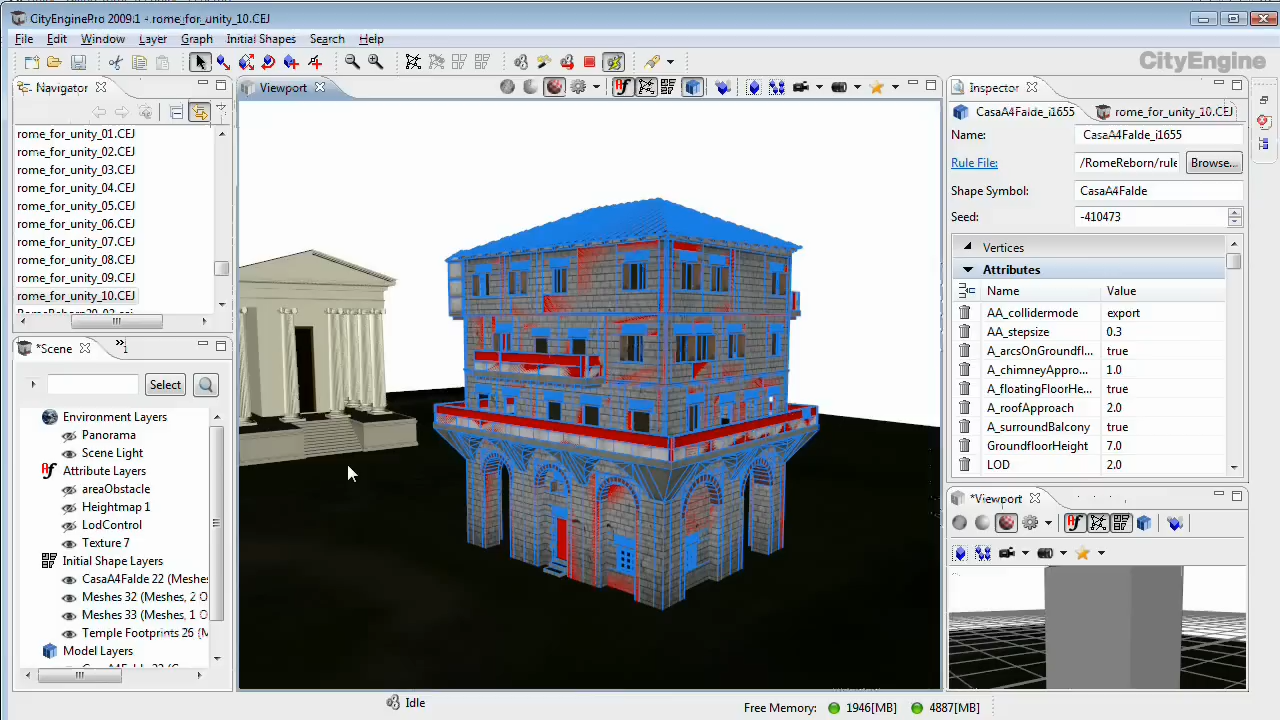 CityEnginePro 2009.1 - rome_for_unity_10.CEJ
File Edit Window Layer Graph Initial Shapes Search Help
CityEngine
Navigator
rome_for_unity_01.CEJ
rome_for_unity_02.CEJ
rome_for_unity_03.CEJ
rome_for_unity_04.CEJ
rome_for_unity_05.CEJ
rome_for_unity_06.CEJ
rome_for_unity_07.CEJ
rome_for_unity_08.CEJ
rome_for_unity_09.CEJ
rome_for_unity_10.CEJ
*Scene
1
Select
Environment Layers
Panorama
Scene Light
Attribute Layers
areaObstacle
Heightmap 1
LodControl
Texture 7
Initial Shape Layers
CasaA4Falde 22 (Meshes
Meshes 32 (Meshes, 2 O
Meshes 33 (Meshes, 1 O
Temple Footprints 26 (M
Model Layers
Viewport
Inspector
CasaA4Falde_i1655 rome_for_unity_10.CEJ
Name: CasaA4Falde_i1655
Rule File: /RomeReborn/rule Browse...
Shape Symbol: CasaA4Falde
Seed: -410473
Vertices
Attributes
Name Value
AA_collidermode export
AA_stepsize 0.3
A_arcsOnGroundfl... true
A_chimneyAppro... 1.0
A_floatingFloorHe... true
A_roofApproach 2.0
A_surroundBalcony true
GroundfloorHeight 7.0
LOD 2.0
*Viewport
Idle
Free Memory: 1946[MB] 4887[MB]